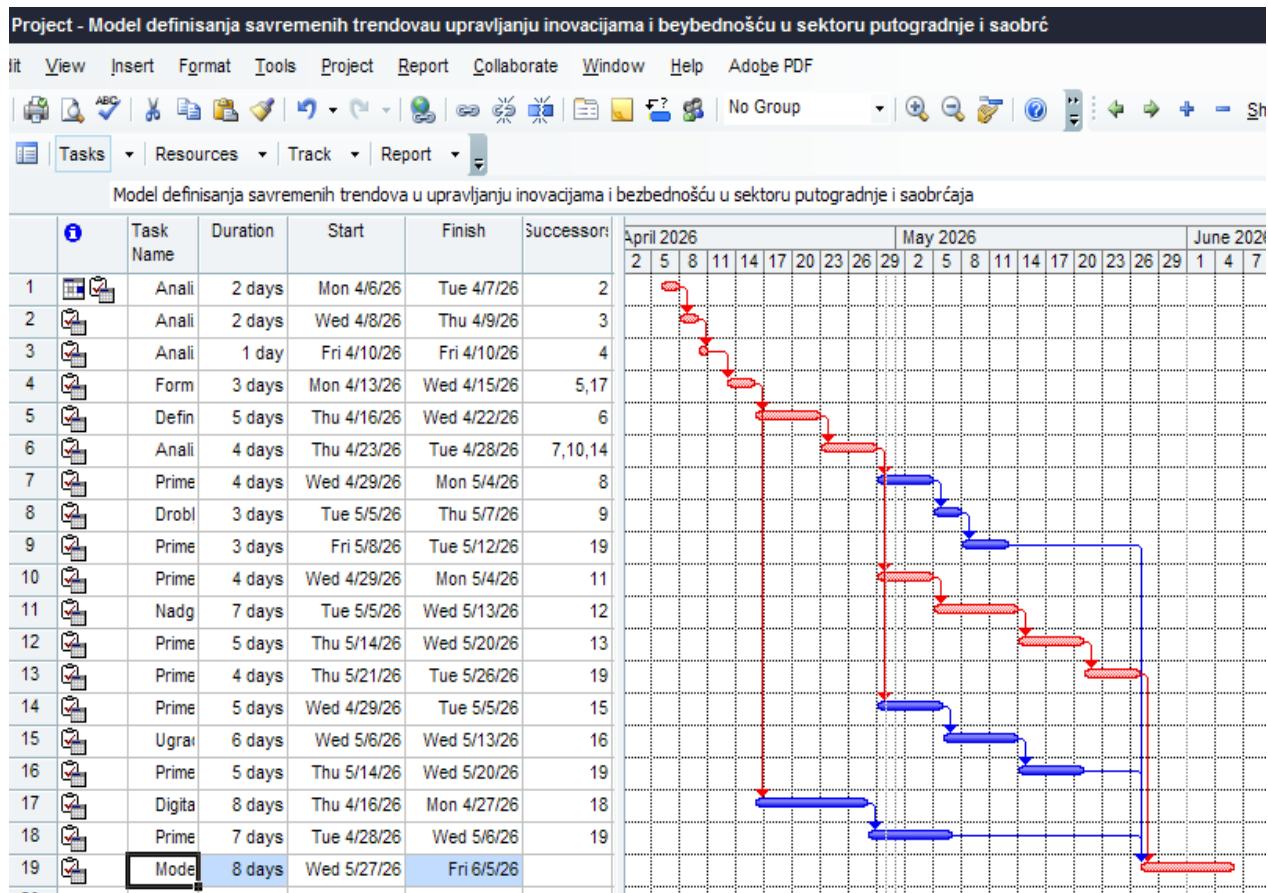 Project - Model definisanja savremenih trendovau upravljanju inovacijama i beybednošću u sektoru putogradnje i saobrć
lit View Insert Format Tools Project Report Collaborate Window Help Adobe PDF
ABC No Group Sh
Tasks Resources Track Report
Model definisanja savremenih trendova u upravljanju inovacijama i bezbednošću u sektoru putogradnje i saobrćaja
Task Name Duration Start Finish Successors April 2026 May 2026 June 2026
2 5 8 11 14 17 20 23 26 29 2 5 8 11 14 17 20 23 26 29 1 4 7
1 Anali 2 days Mon 4/6/26 Tue 4/7/26 2
2 Anali 2 days Wed 4/8/26 Thu 4/9/26 3
3 Anali 1 day Fri 4/10/26 Fri 4/10/26 4
4 Form 3 days Mon 4/13/26 Wed 4/15/26 5,17
5 Defin 5 days Thu 4/16/26 Wed 4/22/26 6
6 Anali 4 days Thu 4/23/26 Tue 4/28/26 7,10,14
7 Prime 4 days Wed 4/29/26 Mon 5/4/26 8
8 Drobl 3 days Tue 5/5/26 Thu 5/7/26 9
9 Prime 3 days Fri 5/8/26 Tue 5/12/26 19
10 Prime 4 days Wed 4/29/26 Mon 5/4/26 11
11 Nadg 7 days Tue 5/5/26 Wed 5/13/26 12
12 Prime 5 days Thu 5/14/26 Wed 5/20/26 13
13 Prime 4 days Thu 5/21/26 Tue 5/26/26 19
14 Prime 5 days Wed 4/29/26 Tue 5/5/26 15
15 Ugrad 6 days Wed 5/6/26 Wed 5/13/26 16
16 Prime 5 days Thu 5/14/26 Wed 5/20/26 19
17 Digita 8 days Thu 4/16/26 Mon 4/27/26 18
18 Prime 7 days Tue 4/28/26 Wed 5/6/26 19
19 Mode 8 days Wed 5/27/26 Fri 6/5/26